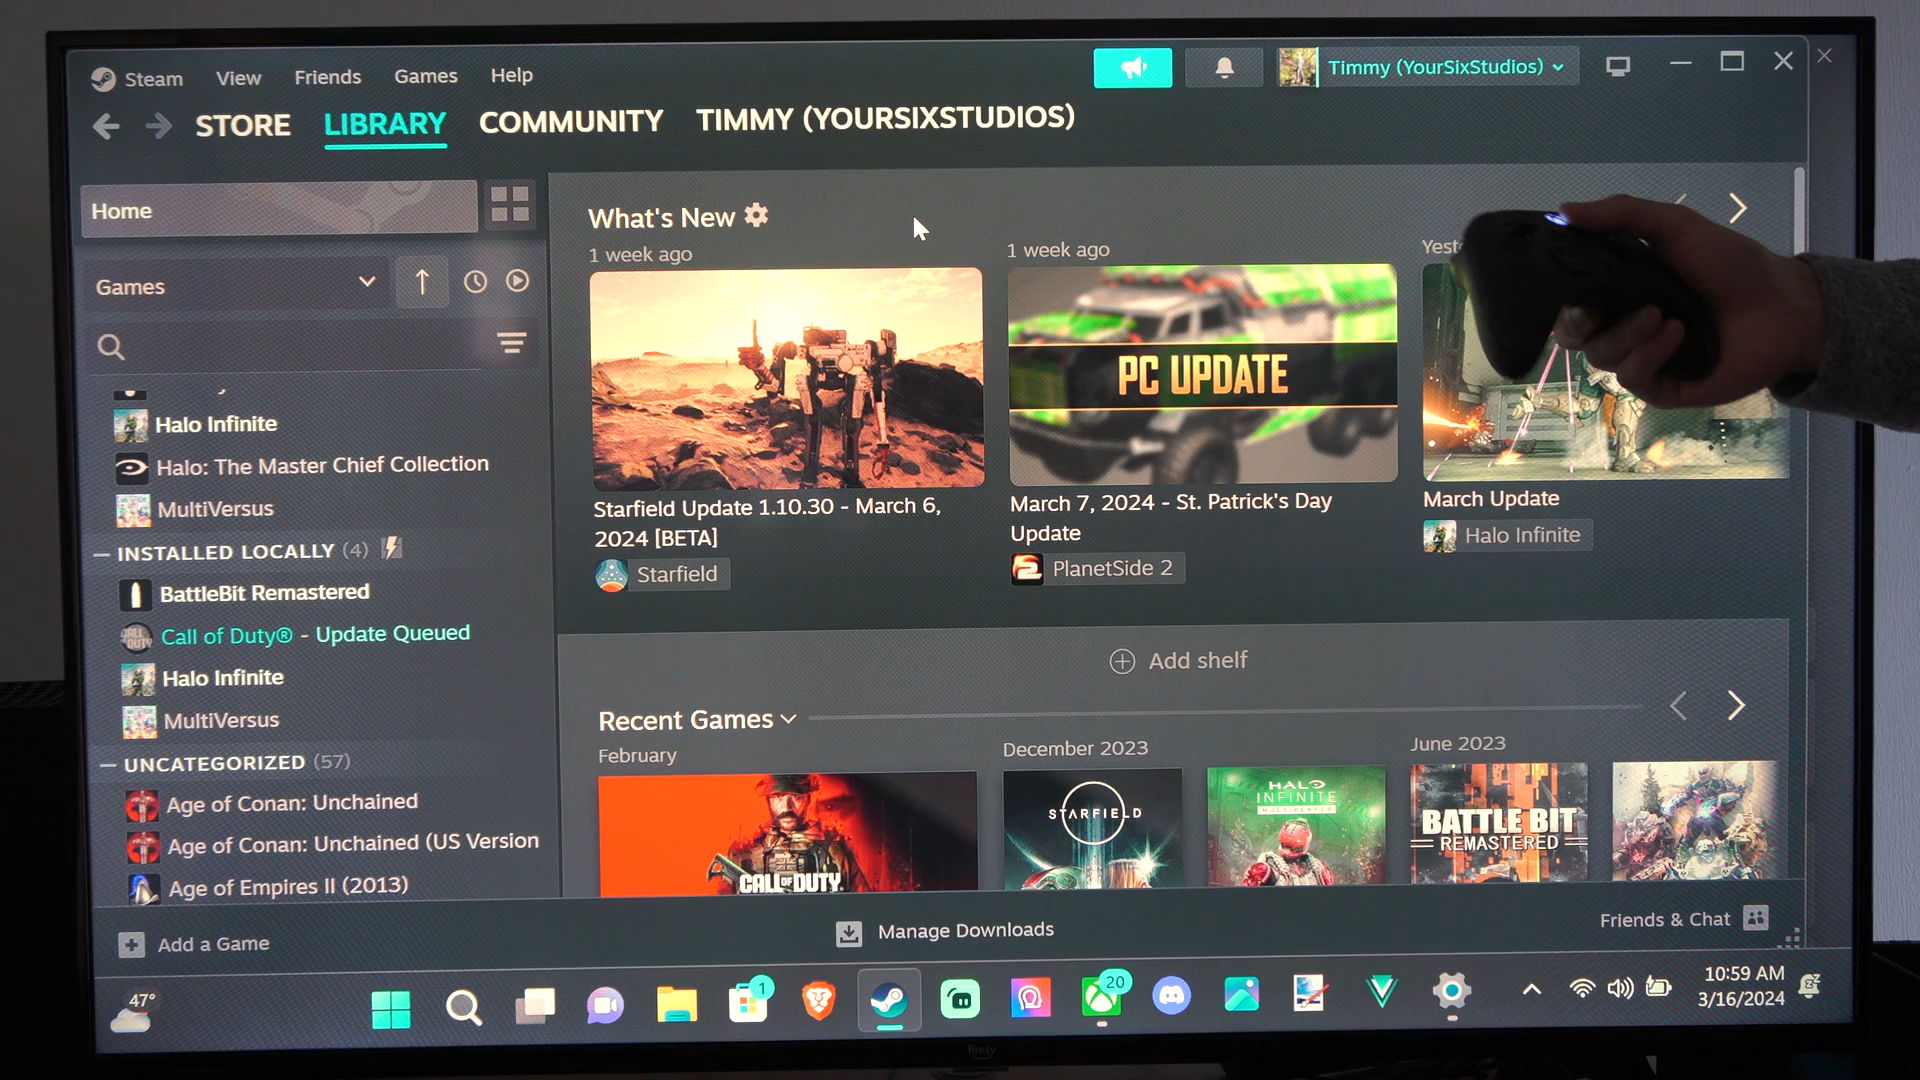 Steam View Friends Games Help
Timmy (YourSixStudios)
STORE LIBRARY COMMUNITY TIMMY (YOURSIXSTUDIOS)
Home
Games
Halo Infinite
Halo: The Master Chief Collection
MultiVersus
INSTALLED LOCALLY (4)
BattleBit Remastered
Call of Duty® - Update Queued
Halo Infinite
MultiVersus
UNCATEGORIZED (57)
Age of Conan: Unchained
Age of Conan: Unchained (US Version
Age of Empires II (2013)
Add a Game
What's New
1 week ago
Starfield Update 1.10.30 - March 6,
2024 [BETA]
Starfield
1 week ago
PC UPDATE
March 7, 2024 - St. Patrick's Day
Update
PlanetSide 2
Yest
March Update
Halo Infinite
Add shelf
Recent Games
February
CALL OF DUTY
December 2023
STARFIELD
HALO
INFINITE
MULTIPLAYER
June 2023
BATTLE BIT
REMASTERED
Manage Downloads
Friends & Chat
47°
1
20
10:59 AM
3/16/2024
firetv